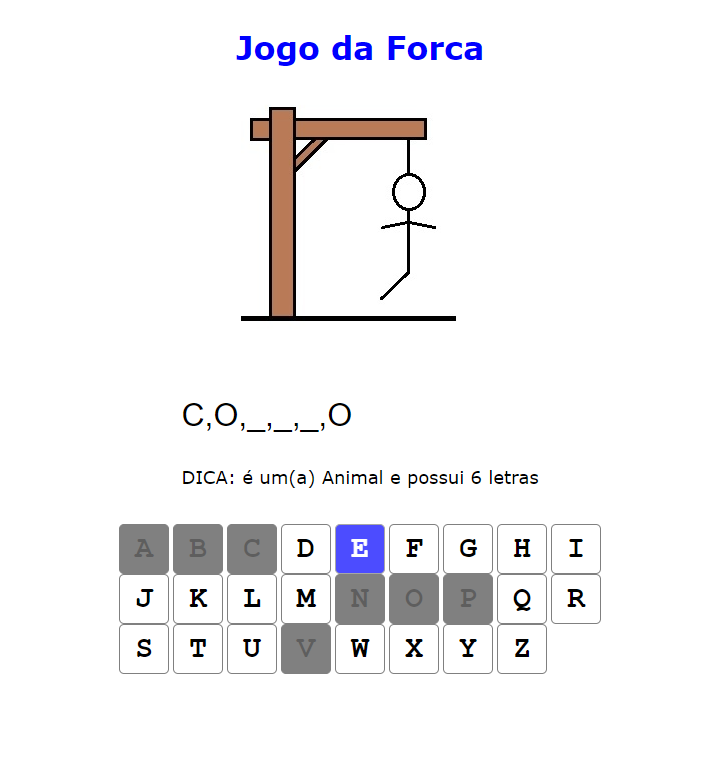 Jogo da Forca
C,O,_,_,_,O
DICA: é um(a) Animal e possui 6 letras
A B C D E F G H I
J K L M N O P Q R
S T U V W X Y Z